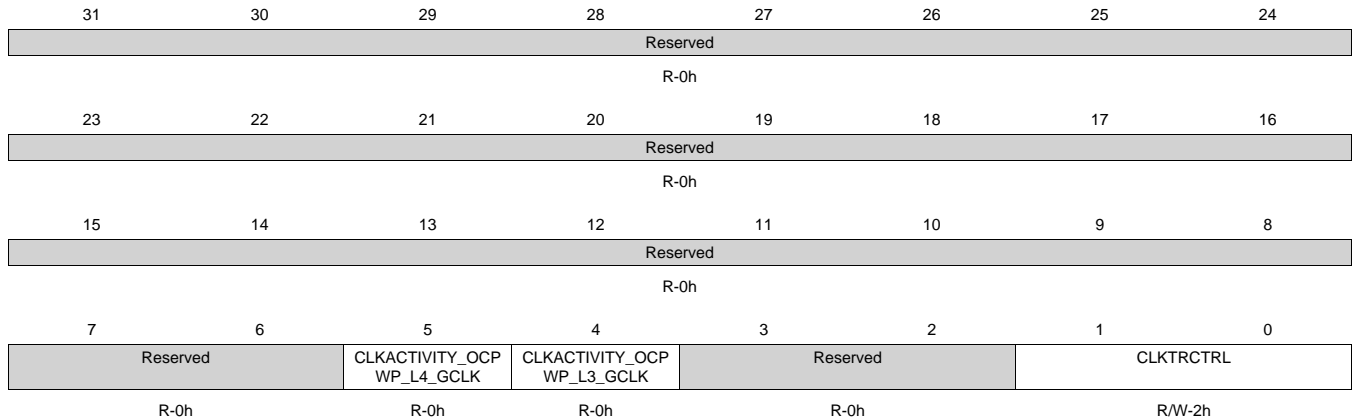 31 30 29 28 27 26 25 24
Reserved
R-0h
23 22 21 20 19 18 17 16
Reserved
R-0h
15 14 13 12 11 10 9 8
Reserved
R-0h
7 6 5 4 3 2 1 0
Reserved CLKACTIVITY_OCP CLKACTIVITY_OCP Reserved CLKTRCTRL
WP_L4_GCLK WP_L3_GCLK
R-0h R-0h R-0h R-0h R/W-2h